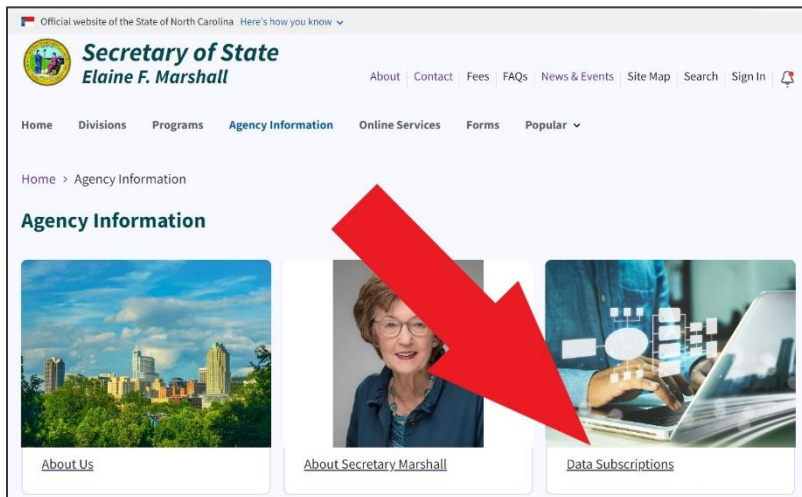 Official website of the State of North Carolina Here's how you know
Secretary of State
Elaine F. Marshall
About Contact Fees FAQs News & Events Site Map Search Sign In
Home Divisions Programs Agency Information Online Services Forms Popular
Home > Agency Information
Agency Information
About Us About Secretary Marshall Data Subscriptions